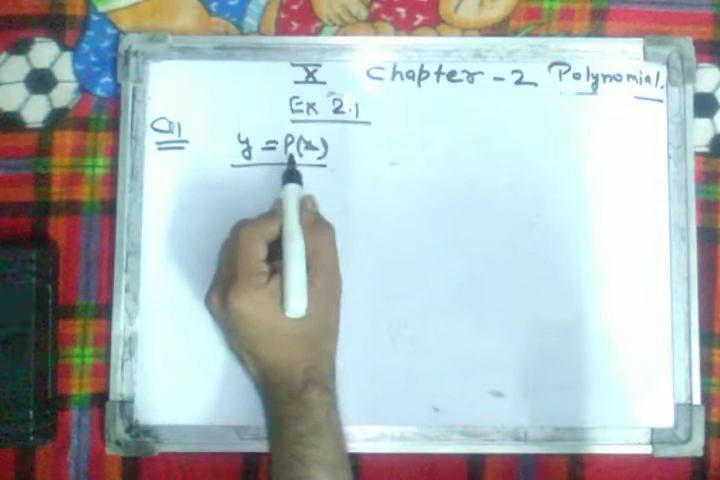 X Chapter - 2 Polynomial.
Ex 2.1
Q1 y = P(x)